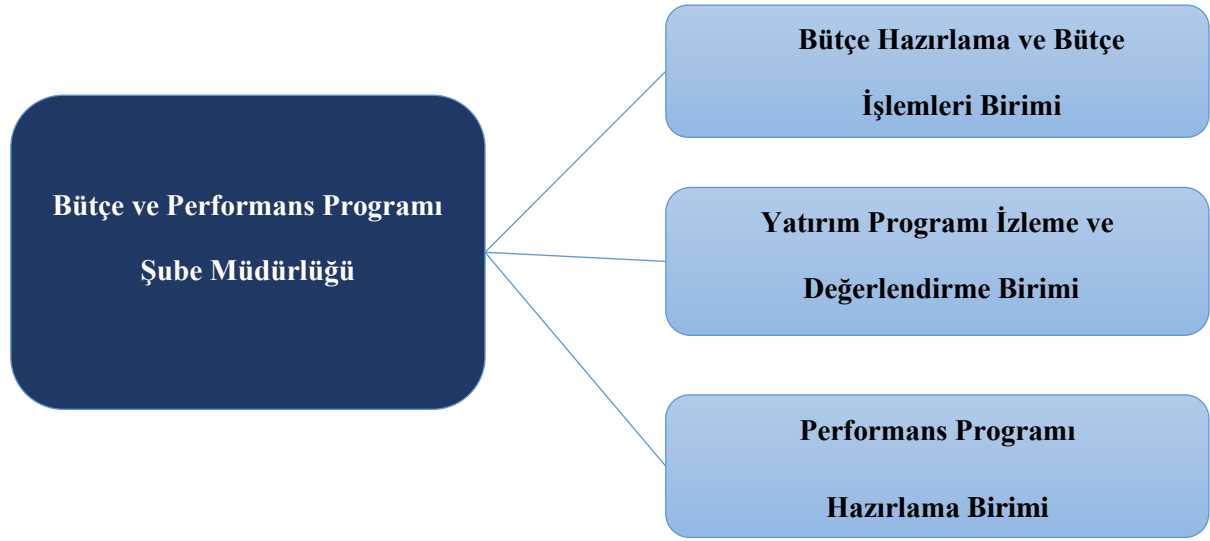 Bütçe ve Performans Programı
Şube Müdürlüğü
Bütçe Hazırlama ve Bütçe
İşlemleri Birimi
Yatırım Programı İzleme ve
Değerlendirme Birimi
Performans Programı
Hazırlama Birimi